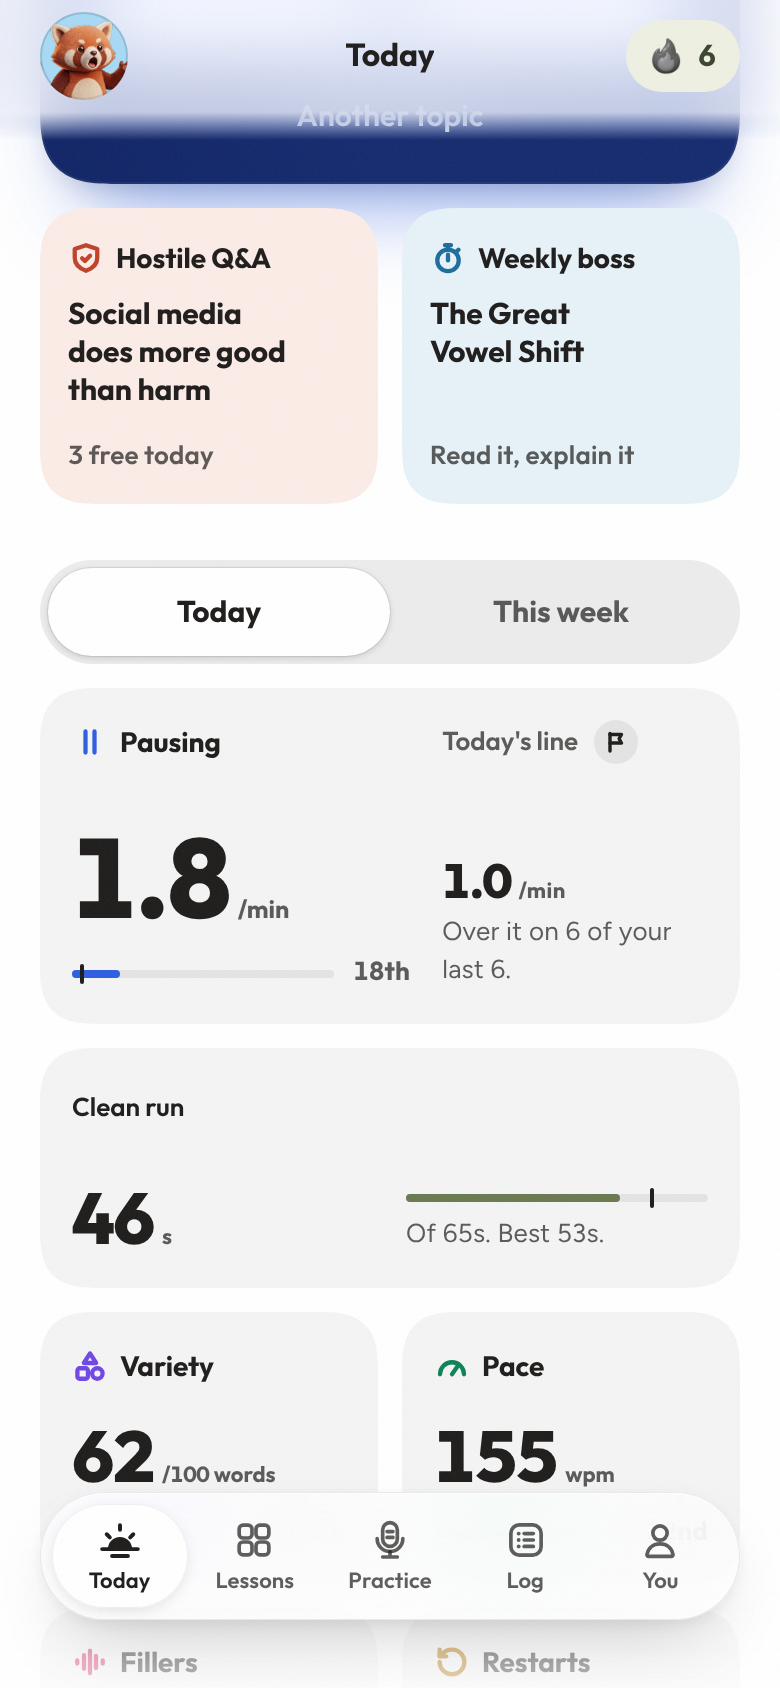 Today
6
Another topic
Hostile Q&A
Social media
does more good
than harm
3 free today
Weekly boss
The Great
Vowel Shift
Read it, explain it
Today
This week
Pausing
1.8 /min
18th
Today's line
1.0 /min
Over it on 6 of your
last 6.
Clean run
46 s
Of 65s. Best 53s.
Variety
62 /100 words
Pace
155 wpm
Today
Lessons
Practice
Log
You
Fillers
Restarts